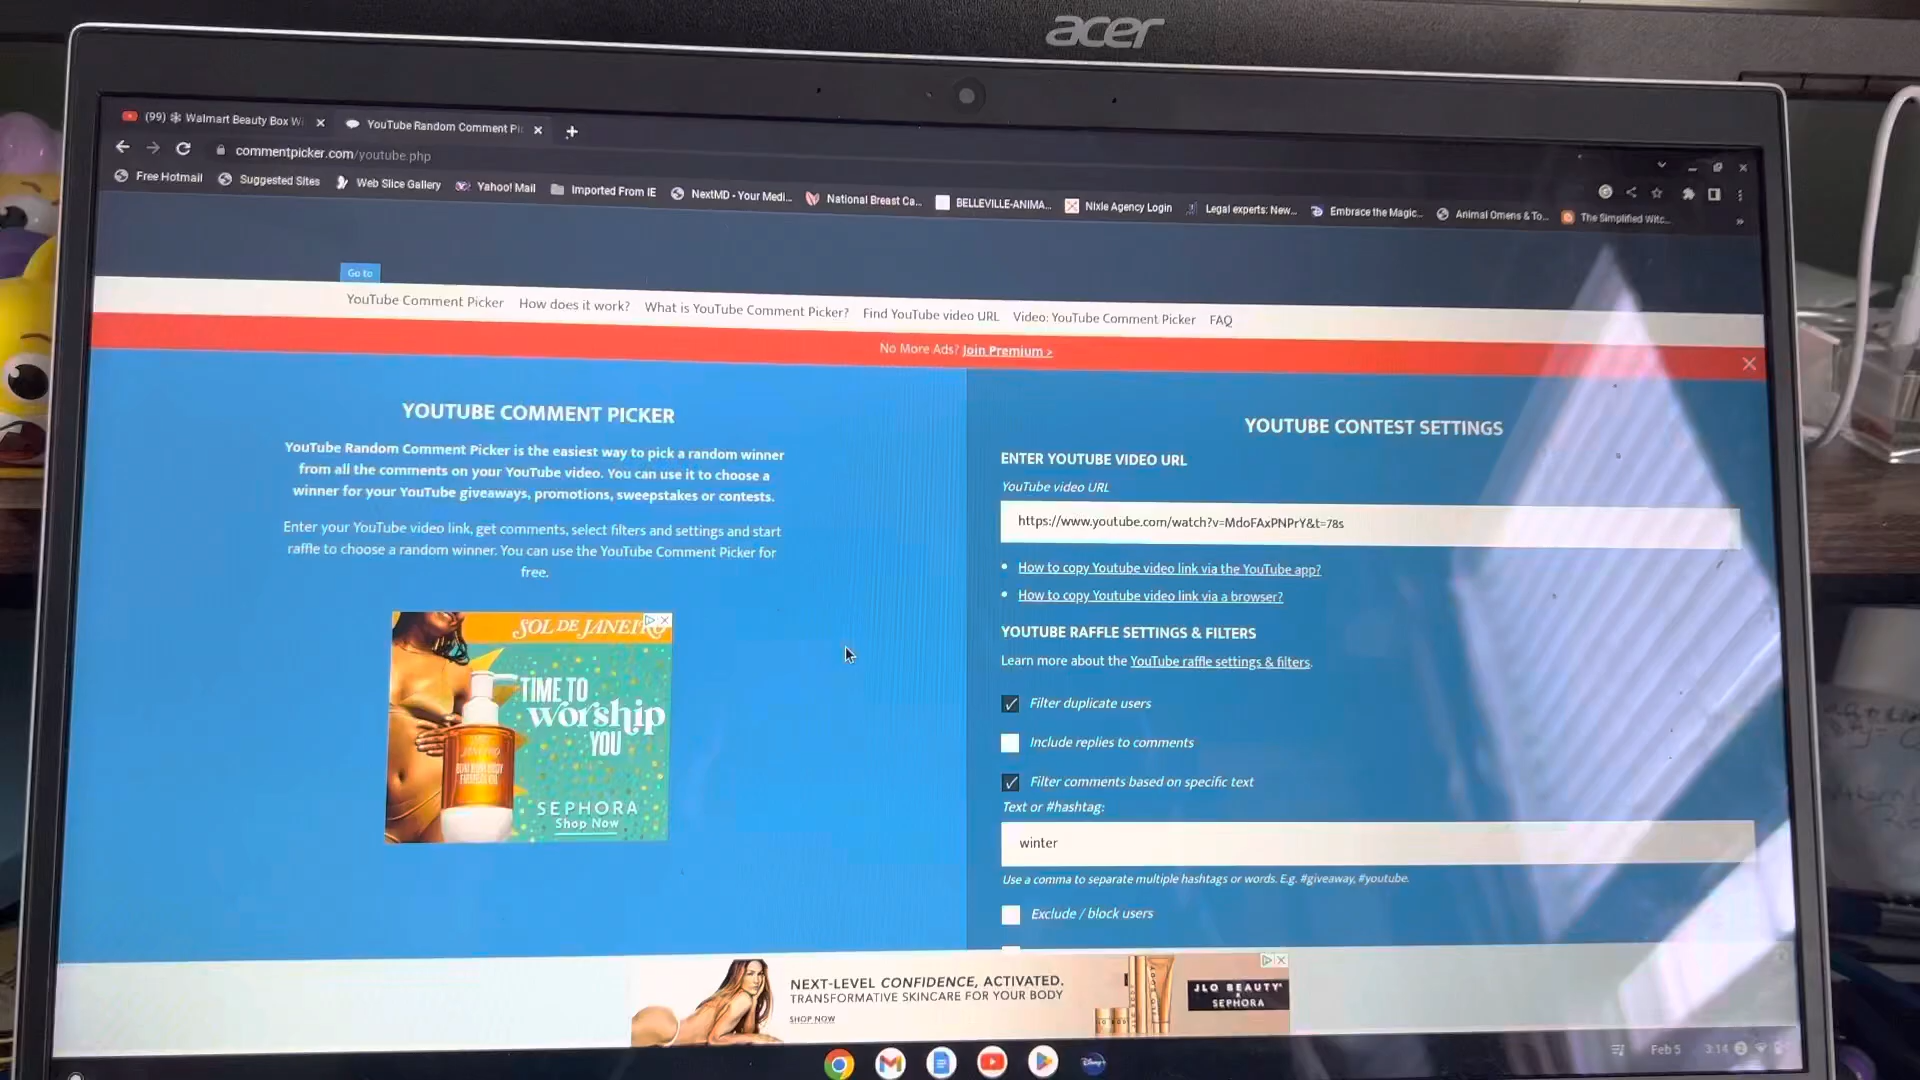 acer
(99) ❄ Walmart Beauty Box Wi
YouTube Random Comment Pi
commentpicker.com/youtube.php
Free Hotmail
Suggested Sites
Web Slice Gallery
Yahoo! Mail
Imported From IE
NextMD - Your Medi...
National Breast Ca...
BELLEVILLE-ANIMA...
Nixle Agency Login
Legal experts: New...
Embrace the Magic...
Animal Omens & To...
The Simplified Witc...
Go to
YouTube Comment Picker How does it work? What is YouTube Comment Picker? Find YouTube video URL Video: YouTube Comment Picker FAQ
No More Ads? Join Premium >
YOUTUBE COMMENT PICKER
YouTube Random Comment Picker is the easiest way to pick a random winner
from all the comments on your YouTube video. You can use it to choose a
winner for your YouTube giveaways, promotions, sweepstakes or contests.
Enter your YouTube video link, get comments, select filters and settings and start
raffle to choose a random winner. You can use the YouTube Comment Picker for
free.
SOL DE JANEIRO
TIME TO
worship
YOU
SEPHORA
Shop Now
YOUTUBE CONTEST SETTINGS
ENTER YOUTUBE VIDEO URL
YouTube video URL
https://www.youtube.com/watch?v=MdoFAxPNPrY&t=78s
How to copy Youtube video link via the YouTube app?
How to copy Youtube video link via a browser?
YOUTUBE RAFFLE SETTINGS & FILTERS
Learn more about the YouTube raffle settings & filters.
Filter duplicate users
Include replies to comments
Filter comments based on specific text
Text or #hashtag:
winter
Use a comma to separate multiple hashtags or words. E.g. #giveaway, #youtube.
Exclude / block users
NEXT-LEVEL CONFIDENCE, ACTIVATED.
TRANSFORMATIVE SKINCARE FOR YOUR BODY
SHOP NOW
JLO BEAUTY
SEPHORA
Feb 5
3:14
2